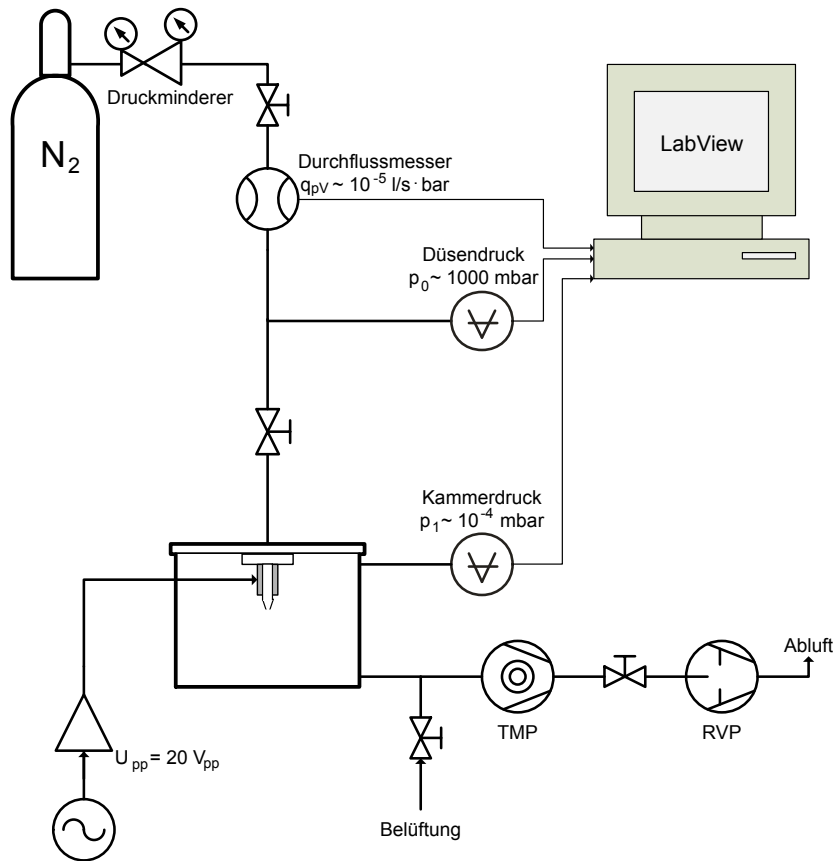 Druckminderer
N2
LabView
Durchflussmesser
qpV ~ 10-5 l/s · bar
Düsendruck
p0 ~ 1000 mbar
Kammerdruck
p1 ~ 10-4 mbar
Abluft
TMP
RVP
Upp = 20 Vpp
Belüftung